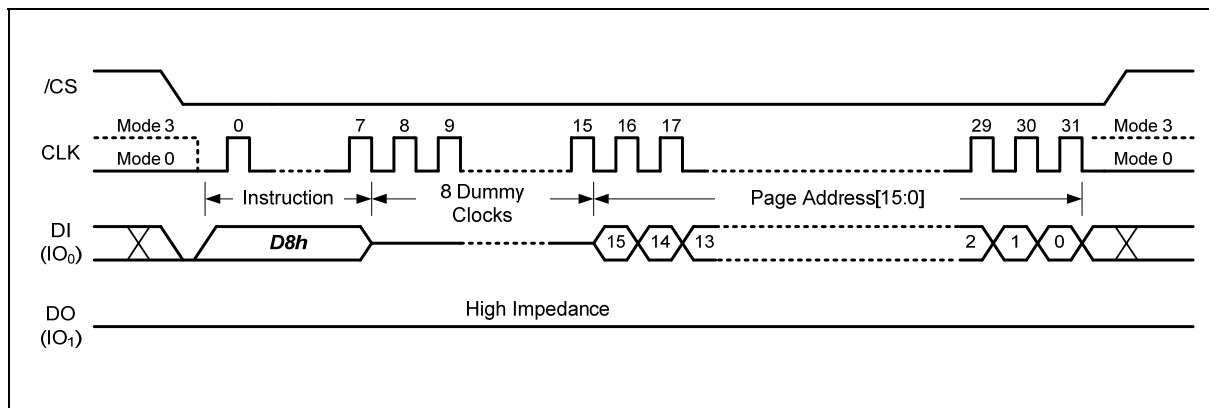 /CS
Mode 3 0 7 8 9 15 16 17 29 30 31 Mode 3
CLK
Mode 0 Mode 0
Instruction 8 Dummy Clocks Page Address[15:0]
DI
(IO₀)
D8h 15 14 13 2 1 0
DO
(IO₁)
High Impedance